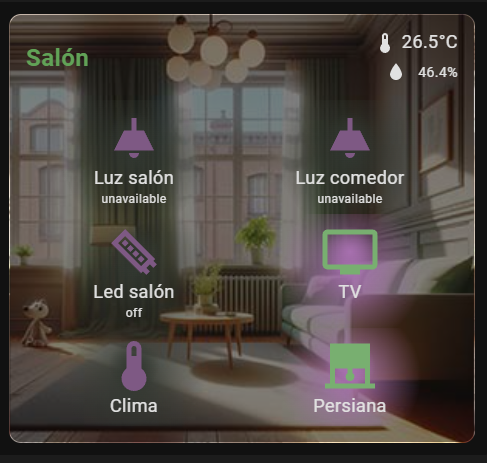 Salón
26.5°C
46.4%
Luz salón
unavailable
Luz comedor
unavailable
Led salón
off
TV
Clima
Persiana